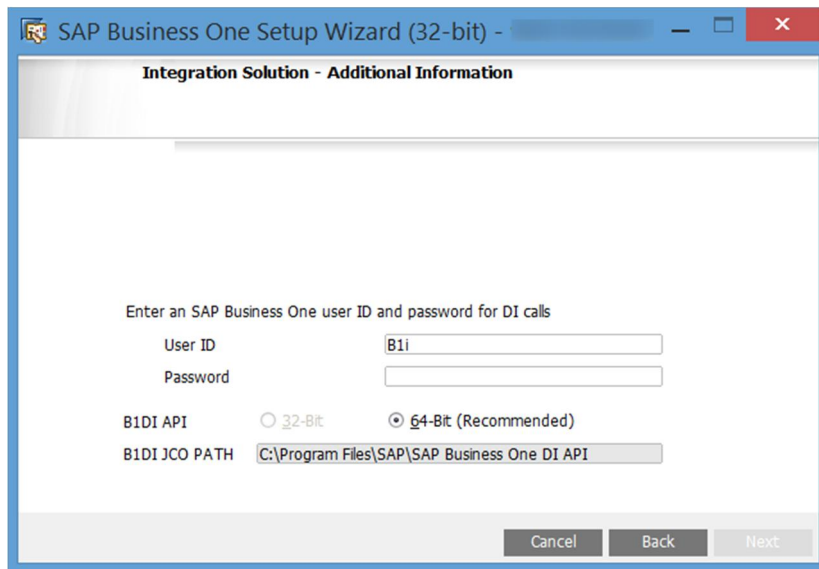 SAP Business One Setup Wizard (32-bit) -
Integration Solution - Additional Information
Enter an SAP Business One user ID and password for DI calls
User ID B1i
Password
B1DI API 32-Bit 64-Bit (Recommended)
B1DI JCO PATH C:\Program Files\SAP\SAP Business One DI API
Cancel Back Next